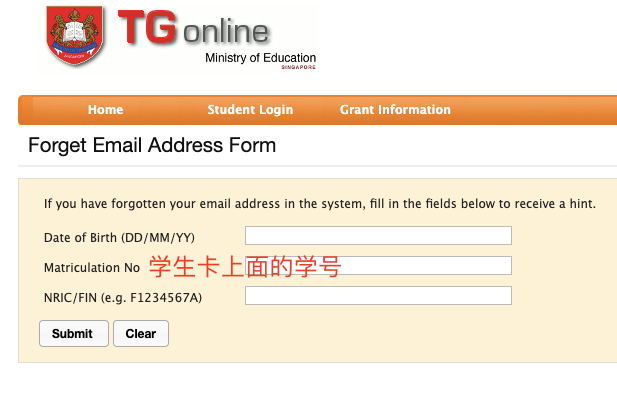 TG online
Ministry of Education
SINGAPORE
Home Student Login Grant Information
Forget Email Address Form
If you have forgotten your email address in the system, fill in the fields below to receive a hint.
Date of Birth (DD/MM/YY)
Matriculation No 学生卡上面的学号
NRIC/FIN (e.g. F1234567A)
Submit Clear